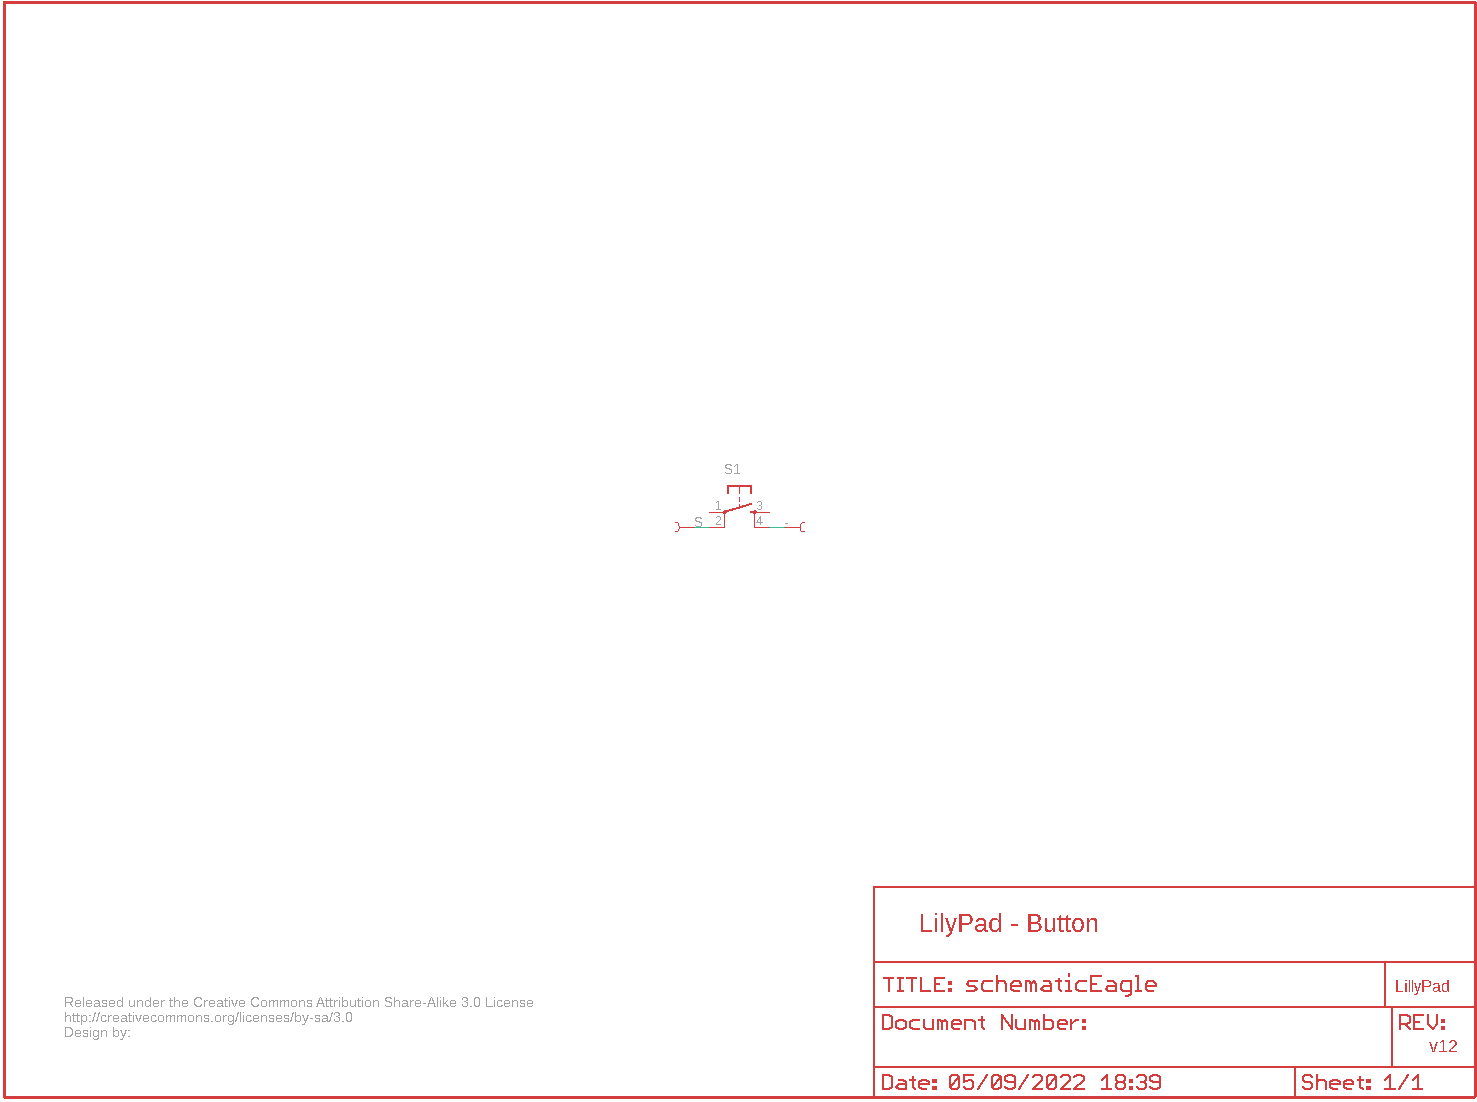 S1
1 3
S 2 4 -
LilyPad - Button
TITLE: schematicEagle
LillyPad
Released under the Creative Commons Attribution Share-Alike 3.0 License
http://creativecommons.org/licenses/by-sa/3.0
Design by:
Document Number:
REV:
v12
Date: 05/09/2022 18:39
Sheet: 1/1